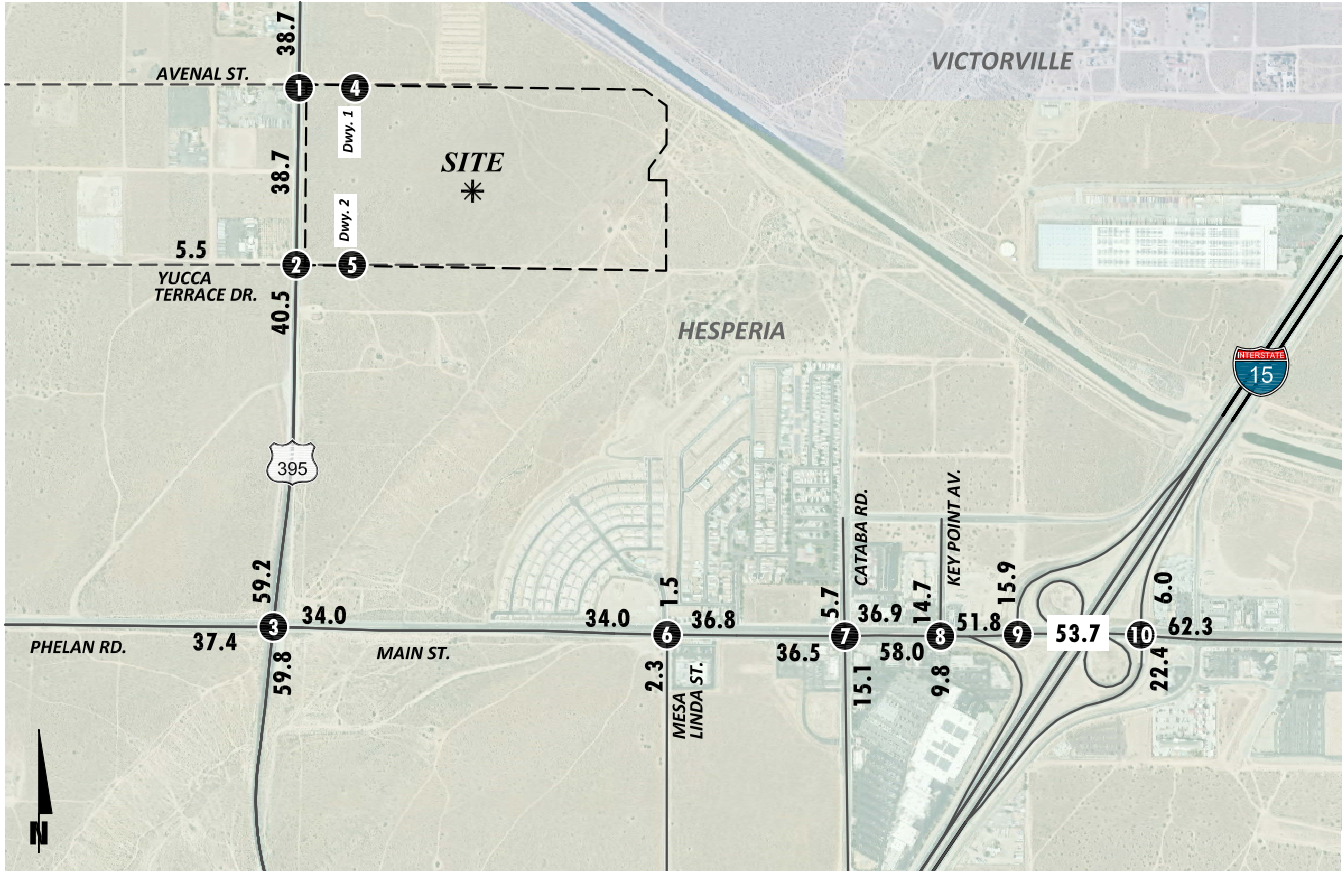 38.7
VICTORVILLE
AVENAL ST.
1
4
Dwy. 1
38.7
SITE
Dwy. 2
5.5
2
5
YUCCA
TERRACE DR.
40.5
HESPERIA
INTERSTATE
15
395
CATABA RD.
KEY POINT AV.
59.2
1.5
5.7
14.7
15.9
6.0
3
34.0
34.0
6
36.8
7
36.9
8
51.8
9
53.7
10
62.3
PHELAN RD.
37.4
MAIN ST.
36.5
58.0
59.8
2.3
MESA
LINDA ST.
15.1
9.8
22.4
N